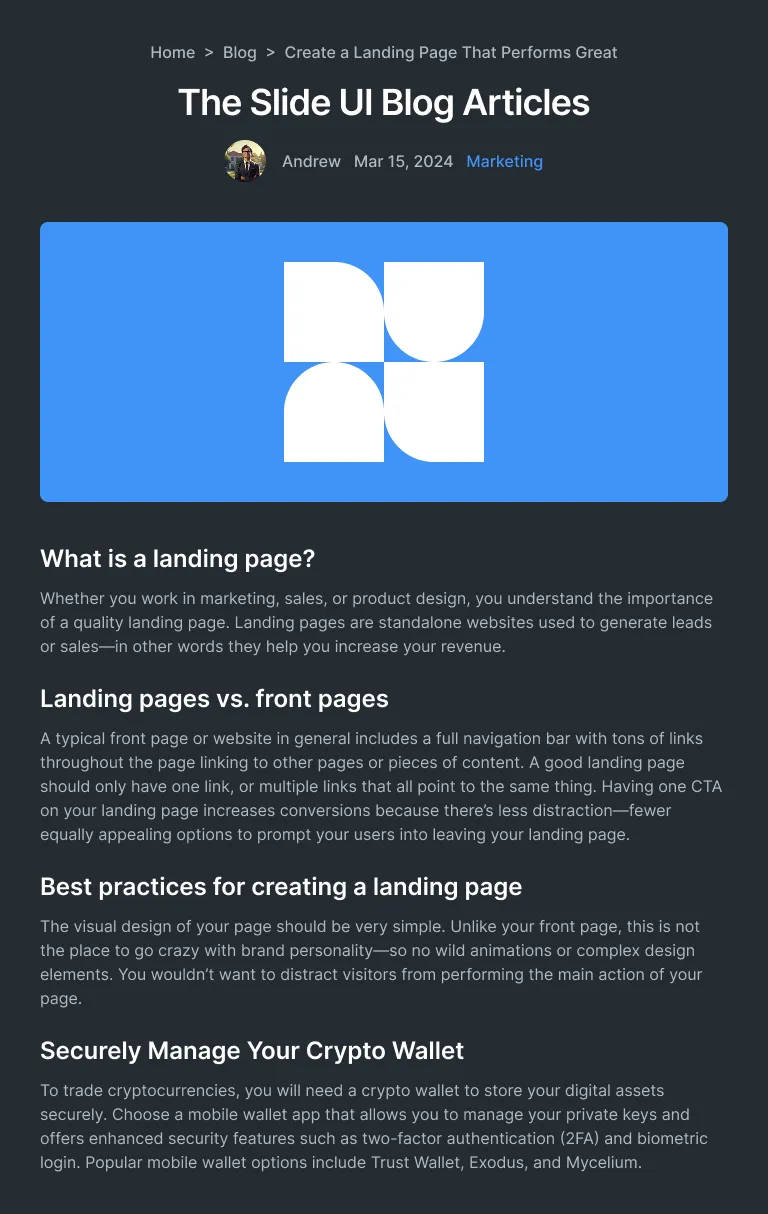 Home > Blog > Create a Landing Page That Performs Great
The Slide UI Blog Articles
Andrew Mar 15, 2024 Marketing
What is a landing page?
Whether you work in marketing, sales, or product design, you understand the importance
of a quality landing page. Landing pages are standalone websites used to generate leads
or sales—in other words they help you increase your revenue.
Landing pages vs. front pages
A typical front page or website in general includes a full navigation bar with tons of links
throughout the page linking to other pages or pieces of content. A good landing page
should only have one link, or multiple links that all point to the same thing. Having one CTA
on your landing page increases conversions because there’s less distraction—fewer
equally appealing options to prompt your users into leaving your landing page.
Best practices for creating a landing page
The visual design of your page should be very simple. Unlike your front page, this is not
the place to go crazy with brand personality—so no wild animations or complex design
elements. You wouldn’t want to distract visitors from performing the main action of your
page.
Securely Manage Your Crypto Wallet
To trade cryptocurrencies, you will need a crypto wallet to store your digital assets
securely. Choose a mobile wallet app that allows you to manage your private keys and
offers enhanced security features such as two-factor authentication (2FA) and biometric
login. Popular mobile wallet options include Trust Wallet, Exodus, and Mycelium.